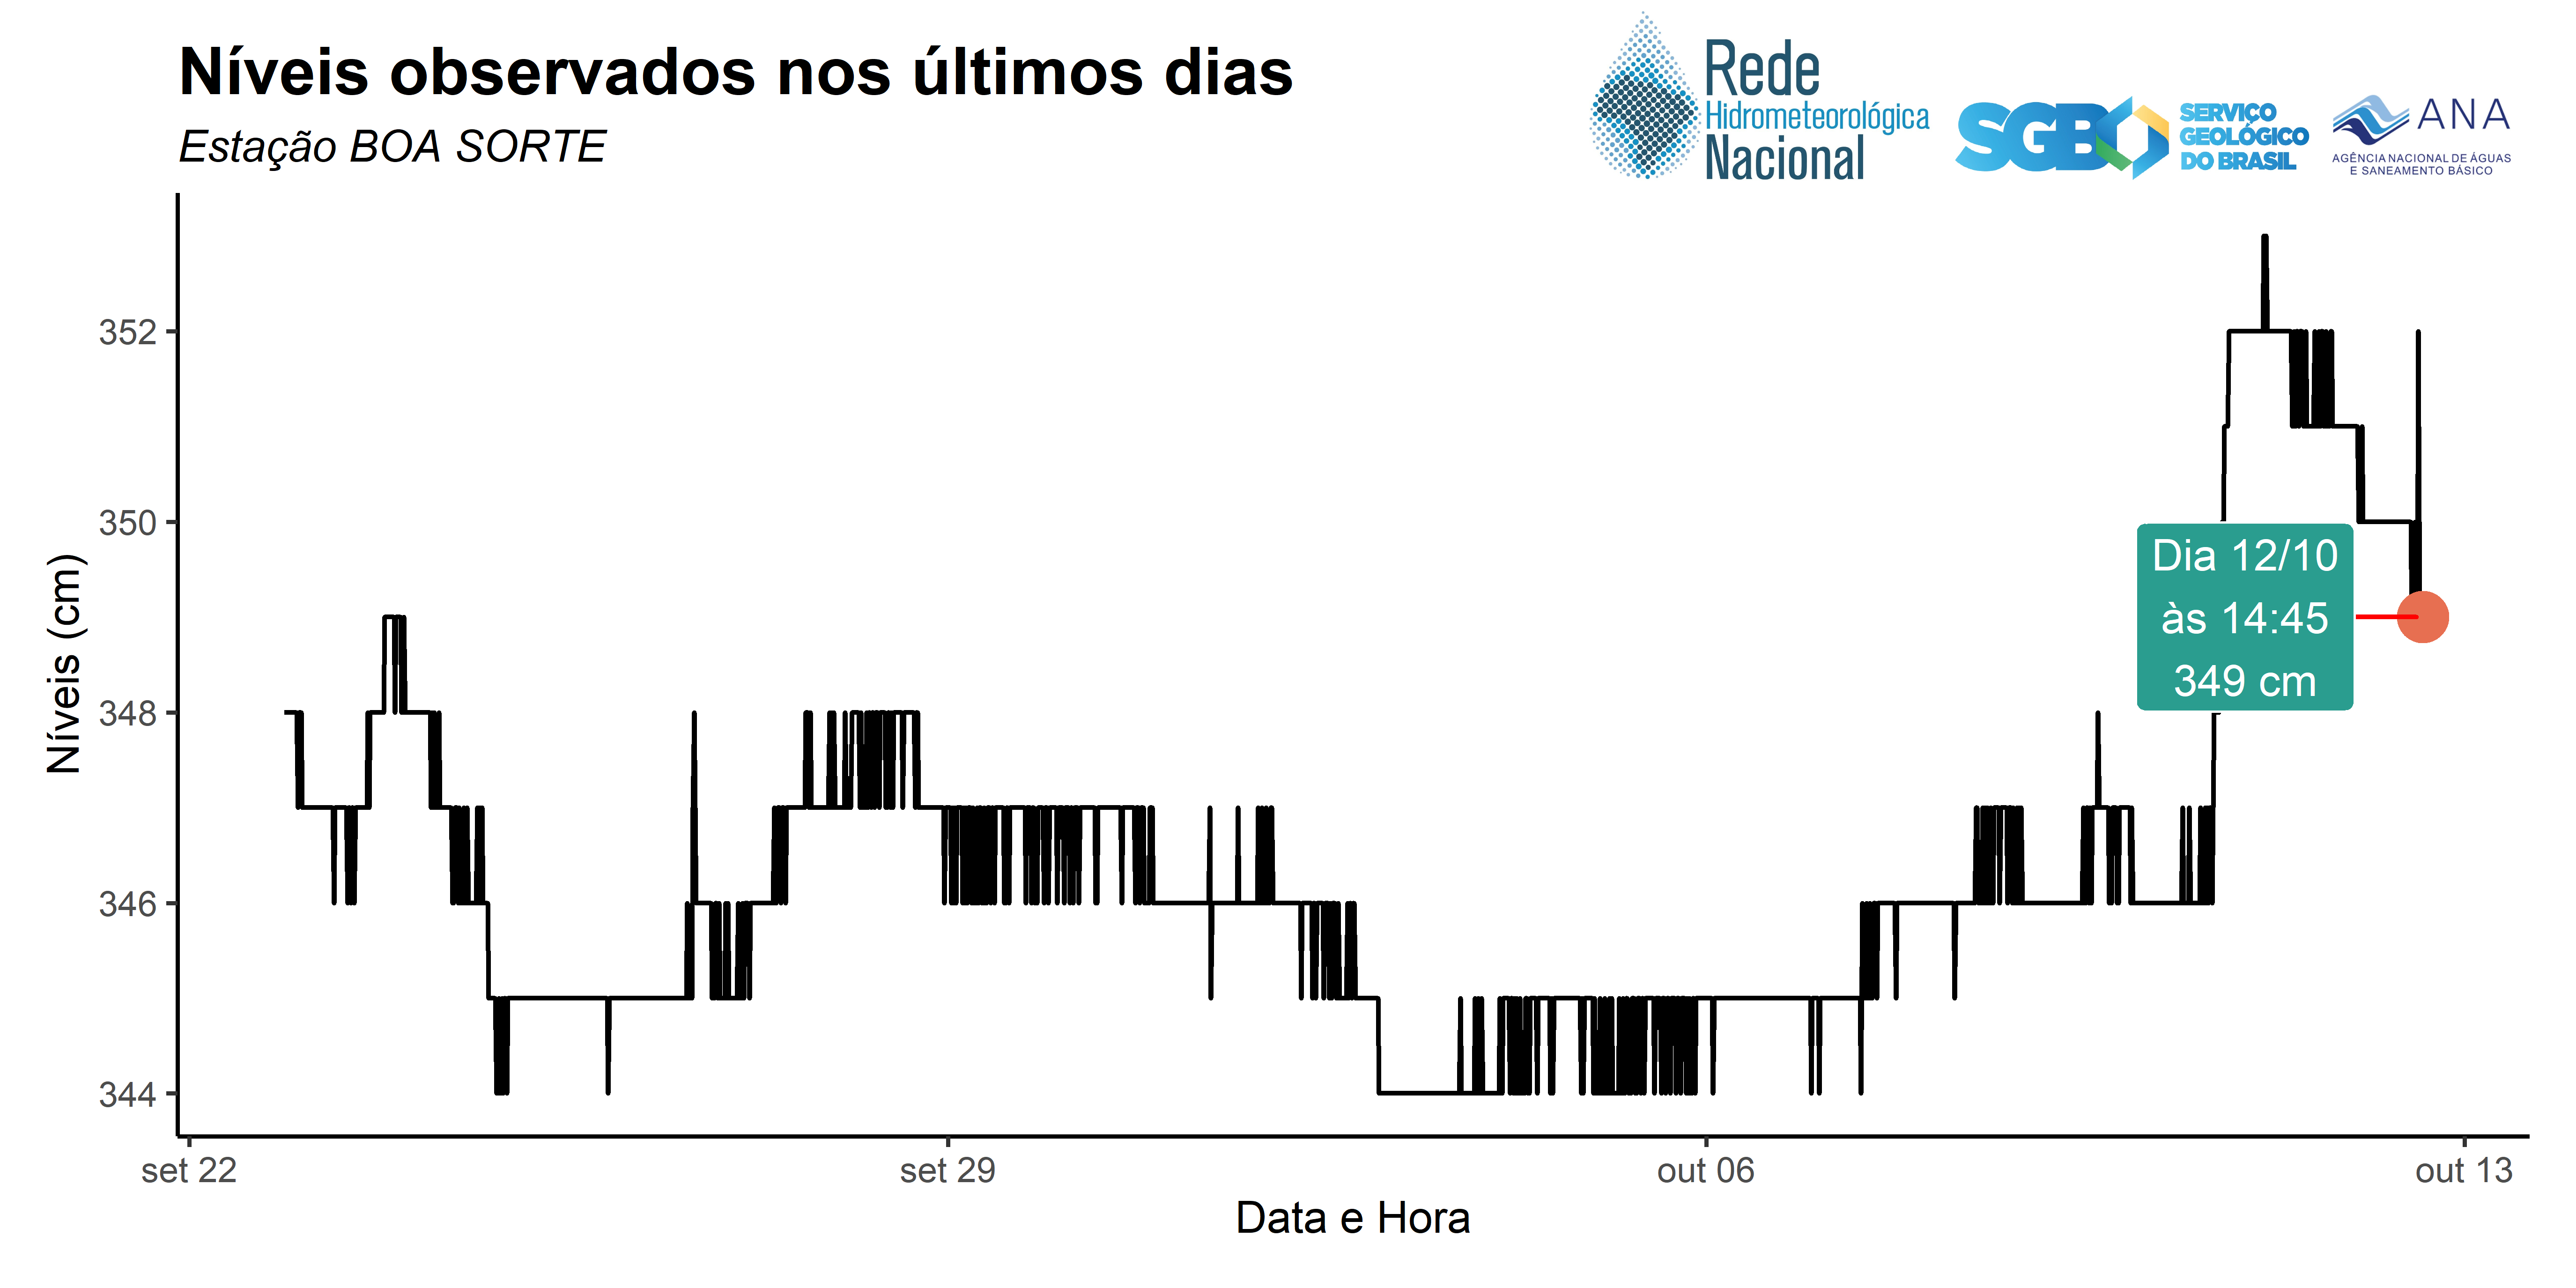 Níveis observados nos últimos dias
Estação BOA SORTE
Rede
Hidrometeorológica
Nacional
SGB
SERVIÇO
GEOLÓGICO
DO BRASIL
ANA
AGÊNCIA NACIONAL DE ÁGUAS
E SANEAMENTO BÁSICO
Níveis (cm)
352
350
348
346
344
Dia 12/10
às 14:45
349 cm
set 22
set 29
out 06
out 13
Data e Hora